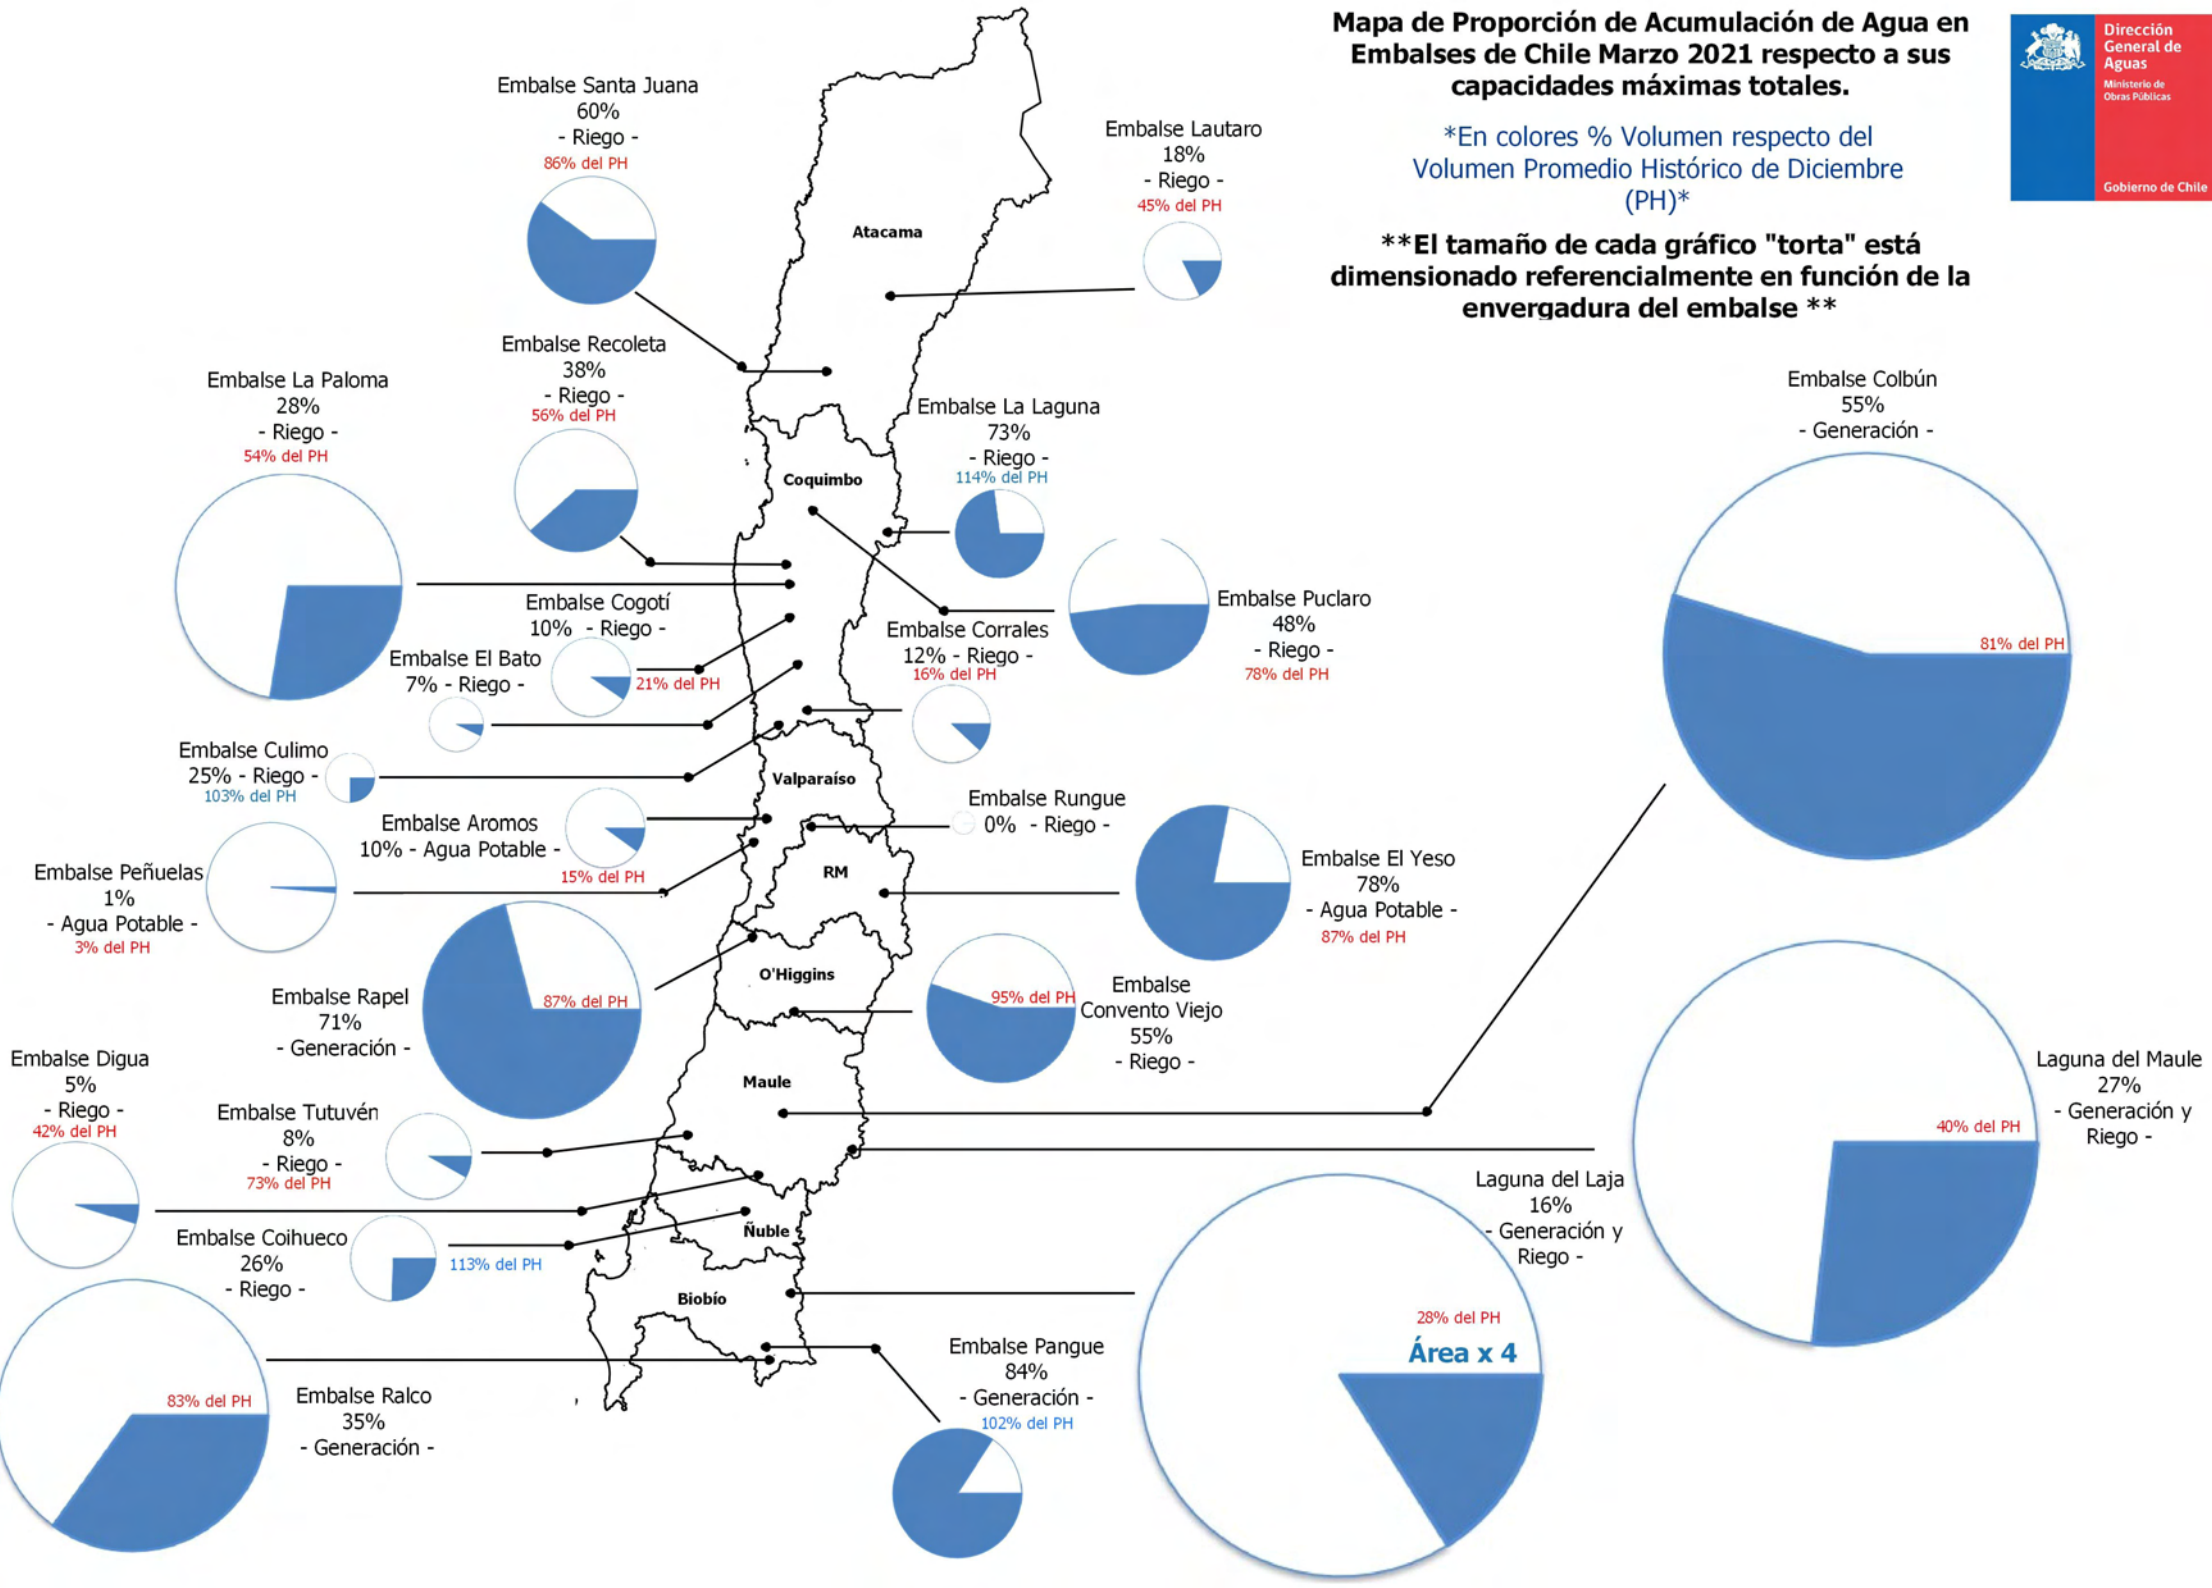 Mapa de Proporción de Acumulación de Agua en
Embalses de Chile Marzo 2021 respecto a sus
capacidades máximas totales.
*En colores % Volumen respecto del
Volumen Promedio Histórico de Diciembre
(PH)*
**El tamaño de cada gráfico "torta" está
dimensionado referencialmente en función de la
envergadura del embalse **
Dirección
General de
Aguas
Ministerio de
Obras Públicas
Gobierno de Chile
Embalse Santa Juana
60%
- Riego -
86% del PH
Embalse Lautaro
18%
- Riego -
45% del PH
Atacama
Embalse Recoleta
38%
- Riego -
56% del PH
Embalse La Paloma
28%
- Riego -
54% del PH
Embalse La Laguna
73%
- Riego -
114% del PH
Embalse Colbún
55%
- Generación -
81% del PH
Coquimbo
Embalse Cogotí
10% - Riego -
21% del PH
Embalse Puclaro
48%
- Riego -
78% del PH
Embalse Corrales
12% - Riego -
16% del PH
Embalse El Bato
7% - Riego -
Embalse Culimo
25% - Riego -
103% del PH
Valparaíso
Embalse Rungue
0% - Riego -
Embalse Aromos
10% - Agua Potable -
15% del PH
Embalse Peñuelas
1%
- Agua Potable -
3% del PH
RM
Embalse El Yeso
78%
- Agua Potable -
87% del PH
O'Higgins
Embalse Rapel
71%
- Generación -
87% del PH
Embalse
Convento Viejo
55%
- Riego -
95% del PH
Embalse Digua
5%
- Riego -
42% del PH
Maule
Laguna del Maule
27%
- Generación y
Riego -
40% del PH
Embalse Tutuvén
8%
- Riego -
73% del PH
Laguna del Laja
16%
- Generación y
Riego -
28% del PH
Área x 4
Ñuble
Embalse Coihueco
26%
- Riego -
113% del PH
Biobío
Embalse Pangue
84%
- Generación -
102% del PH
Embalse Ralco
35%
- Generación -
83% del PH